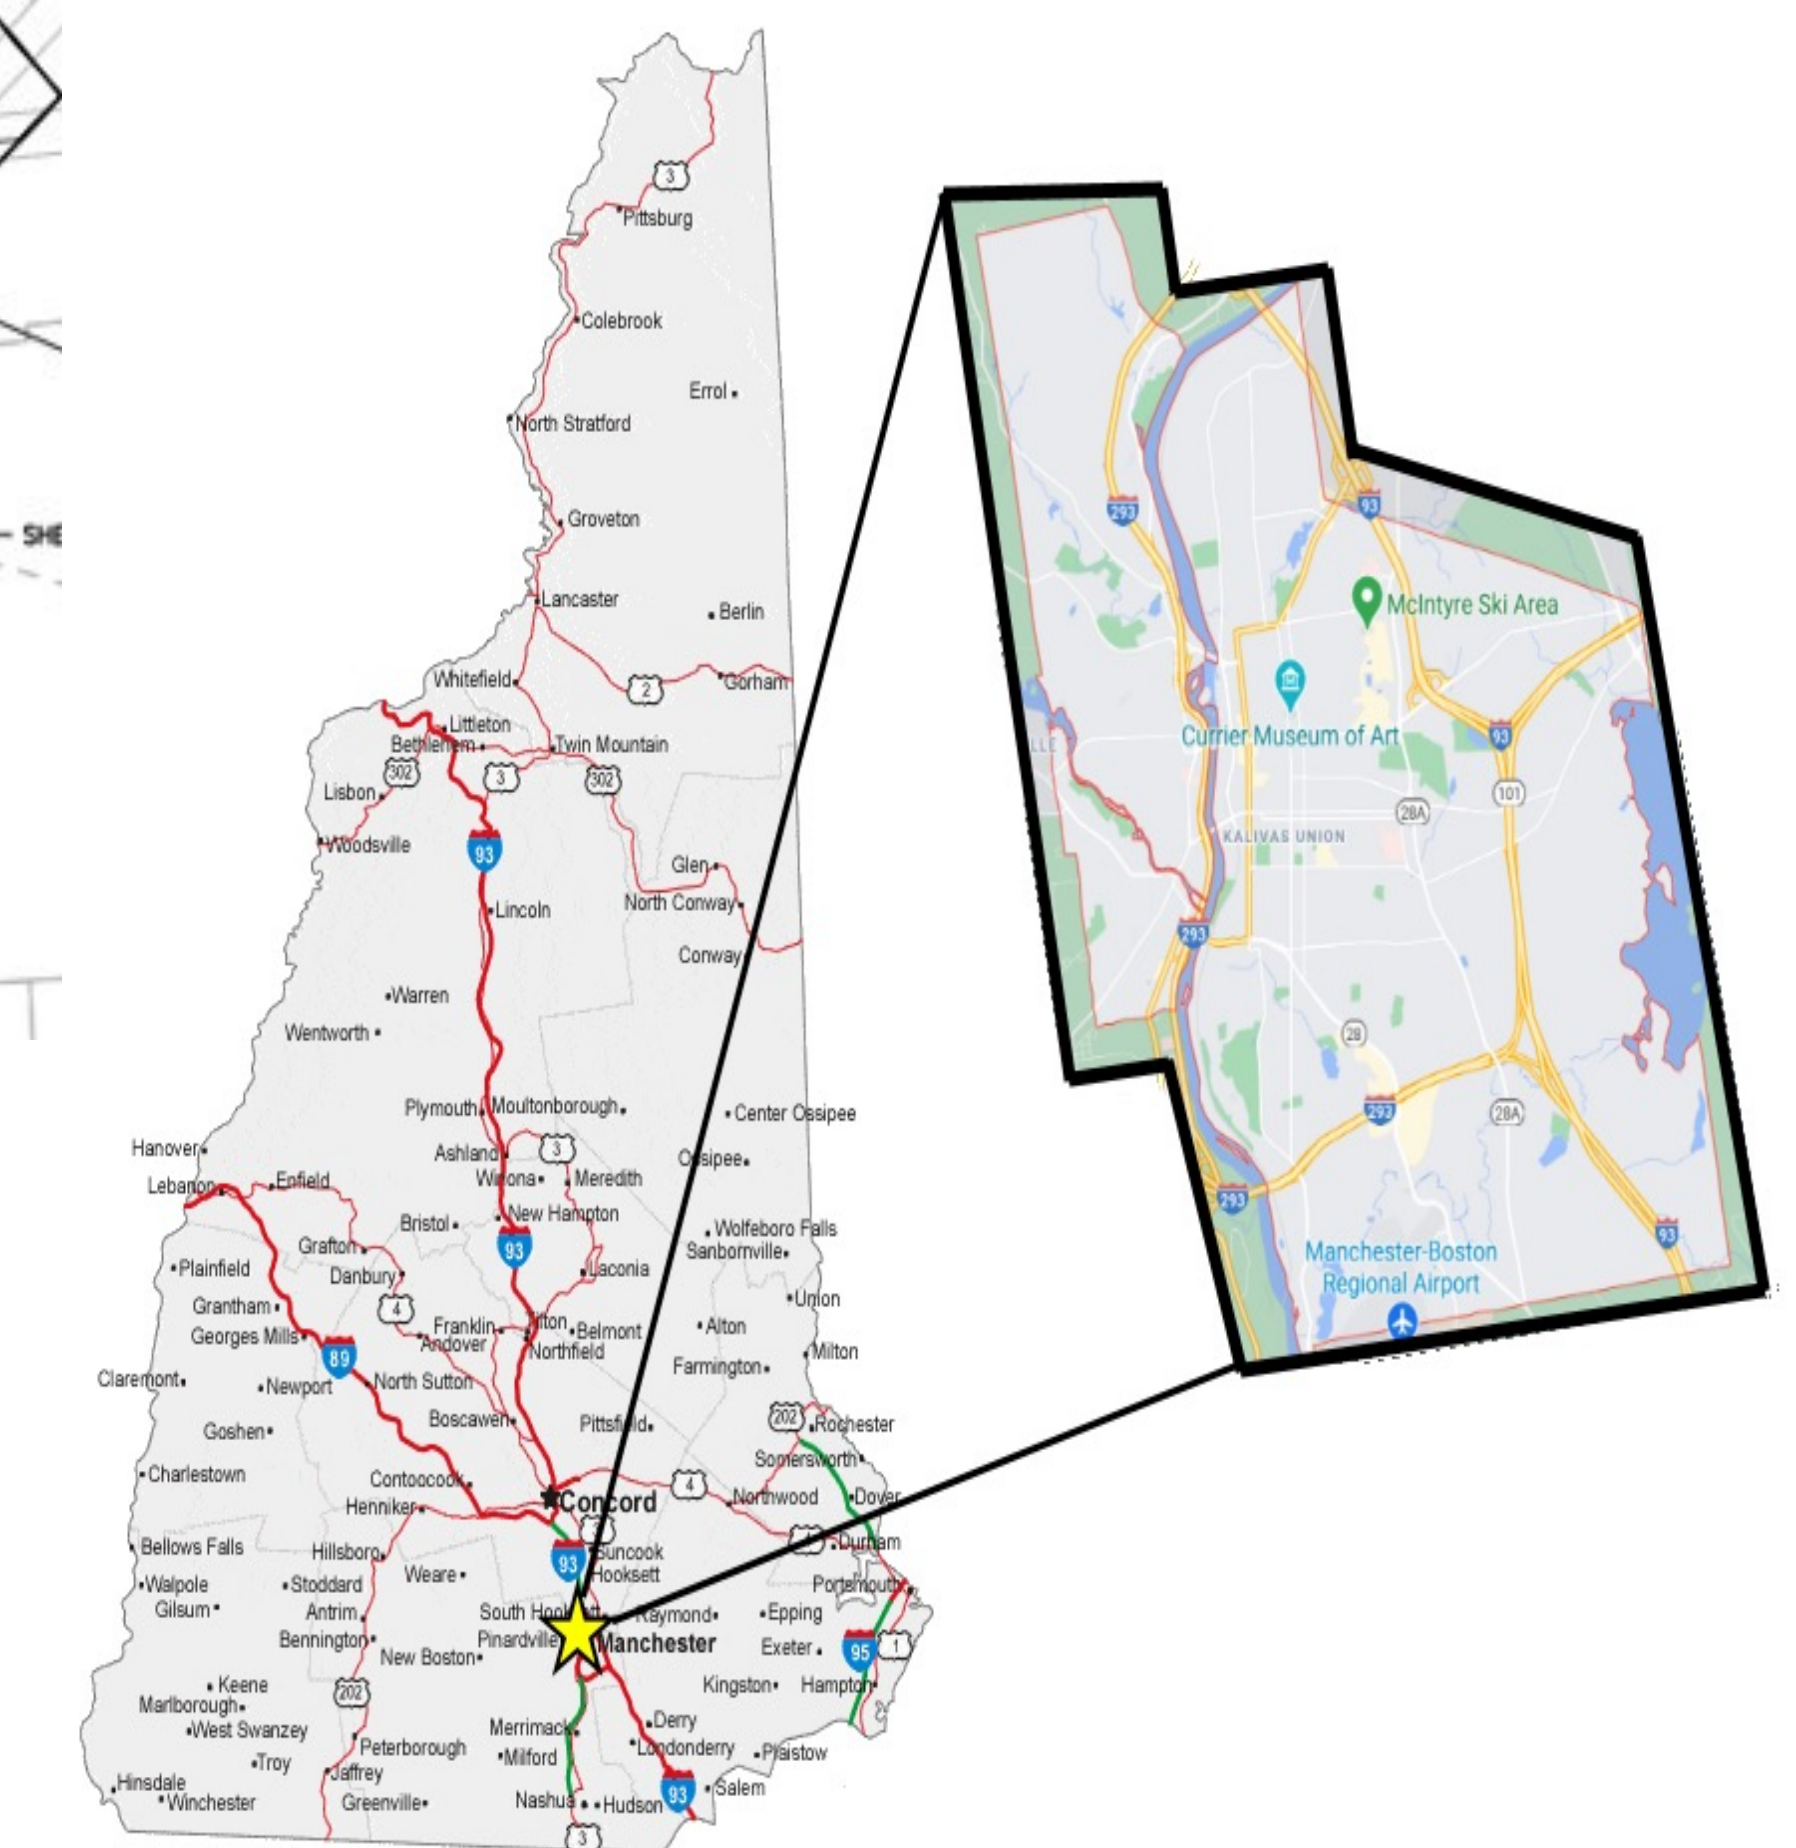 3
Pittsburg
Colebrook
Errol
North Stratford
Groveton
Lancaster
Berlin
Whitefield
2
Gorham
Littleton
Bethlehem
Twin Mountain
302
3
302
Lisbon
Woodsville
93
Glen
Lincoln
North Conway
Conway
Warren
Wentworth
Plymouth
Moultonborough
Center Ossipee
Hanover
Ashland
3
Ossipee
Lebanon
Enfield
Winona
Meredith
Bristol
New Hampton
Wolfeboro Falls
Grafton
93
Sanbornville
Plainfield
Danbury
Laconia
Grantham
4
Union
Georges Mills
Franklin
Tilton
Belmont
Alton
Andover
Northfield
89
Milton
Farmington
Claremont
Newport
North Sutton
Boscawen
Pittsfield
202
Rochester
Goshen
Somersworth
Charlestown
Contoocook
4
Henniker
Concord
Northwood
Dover
Bellows Falls
Hillsboro
93
Suncook
Durham
Walpole
Stoddard
Weare
Hooksett
Portsmouth
Gilsum
Antrim
South Hooksett
Raymond
Epping
Bennington
Pinardville
Manchester
Exeter
95
1
New Boston
Keene
202
Kingston
Hampton
Marlborough
West Swanzey
Merrimack
Derry
Troy
Peterborough
Milford
Londonderry
Plaistow
Hinsdale
Jaffrey
93
Salem
Winchester
Greenville
Nashua
Hudson
3
293
93
McIntyre Ski Area
Currier Museum of Art
93
101
28A
KALIVAS UNION
293
28
293
28A
293
93
Manchester-Boston
Regional Airport
SHE
LLE